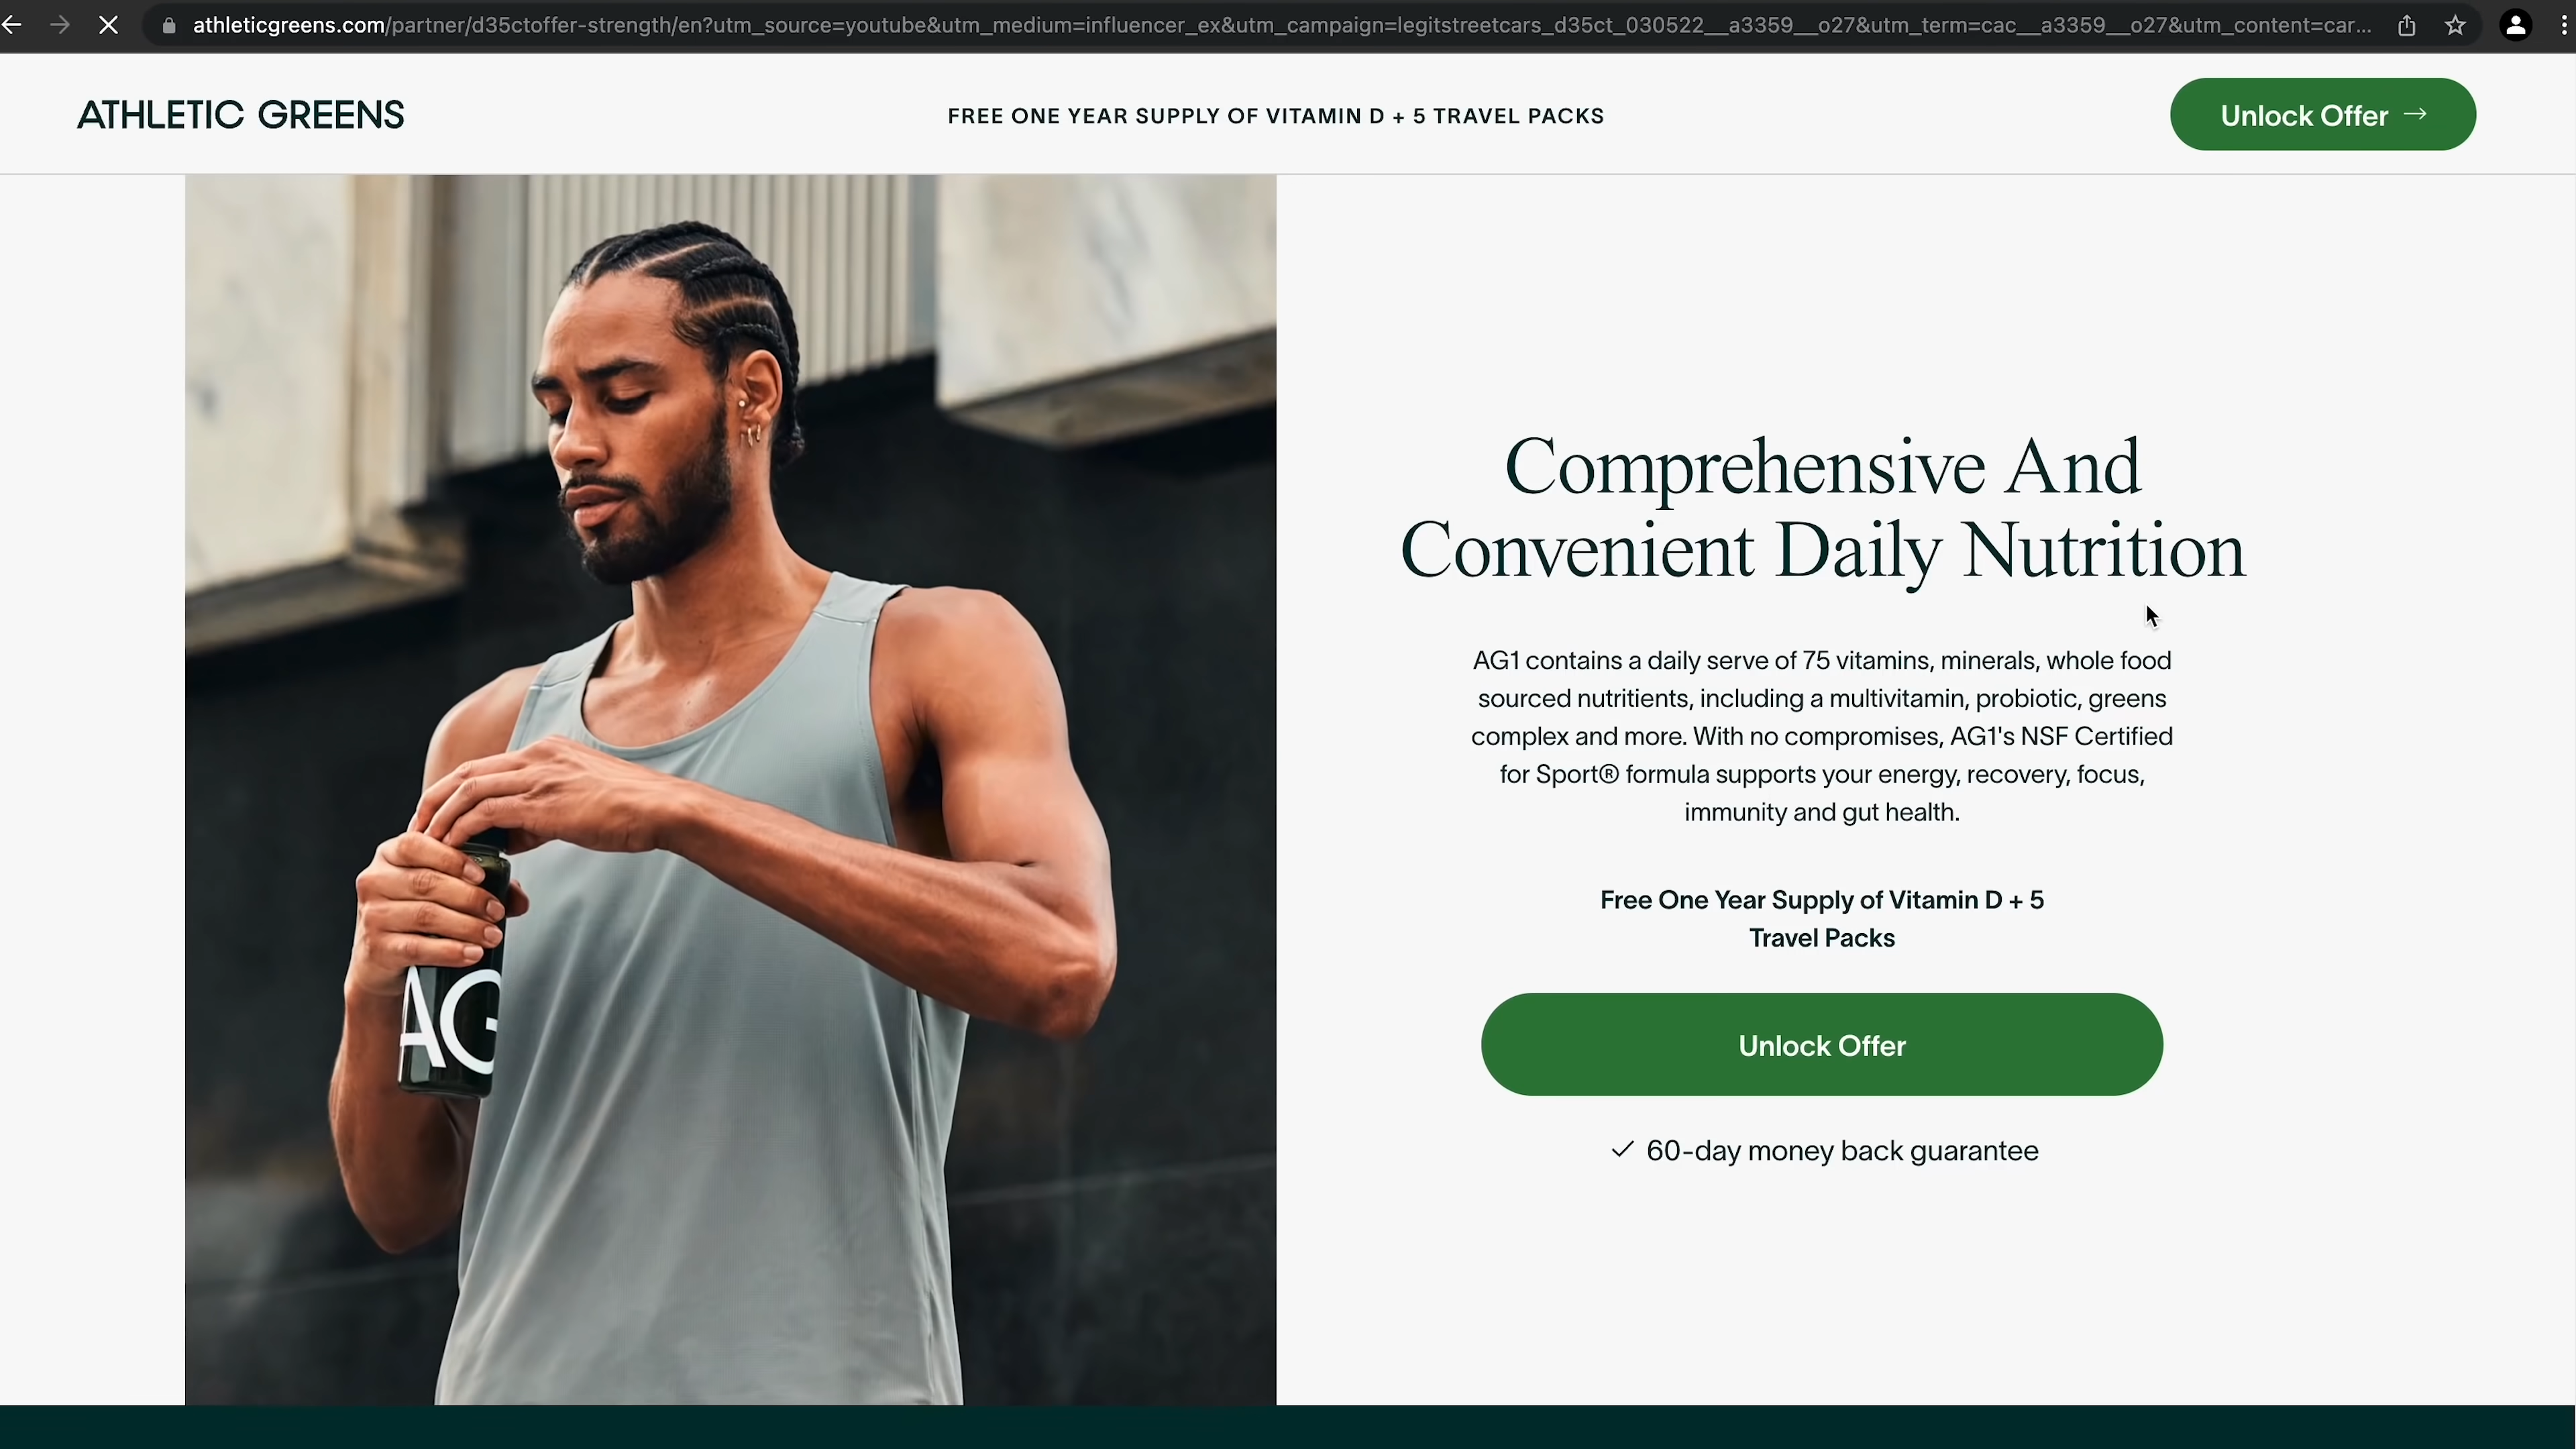 athleticgreens.com/partner/d35ctoffer-strength/en?utm_source=youtube&utm_medium=influencer_ex&utm_campaign=legitstreetcars_d35ct_030522__a3359__o27&utm_term=cac__a3359__o27&utm_content=car...
ATHLETIC GREENS
FREE ONE YEAR SUPPLY OF VITAMIN D + 5 TRAVEL PACKS
Unlock Offer →
Comprehensive And
Convenient Daily Nutrition
AG1 contains a daily serve of 75 vitamins, minerals, whole food
sourced nutritients, including a multivitamin, probiotic, greens
complex and more. With no compromises, AG1's NSF Certified
for Sport® formula supports your energy, recovery, focus,
immunity and gut health.
Free One Year Supply of Vitamin D + 5
Travel Packs
Unlock Offer
✓ 60-day money back guarantee
AG